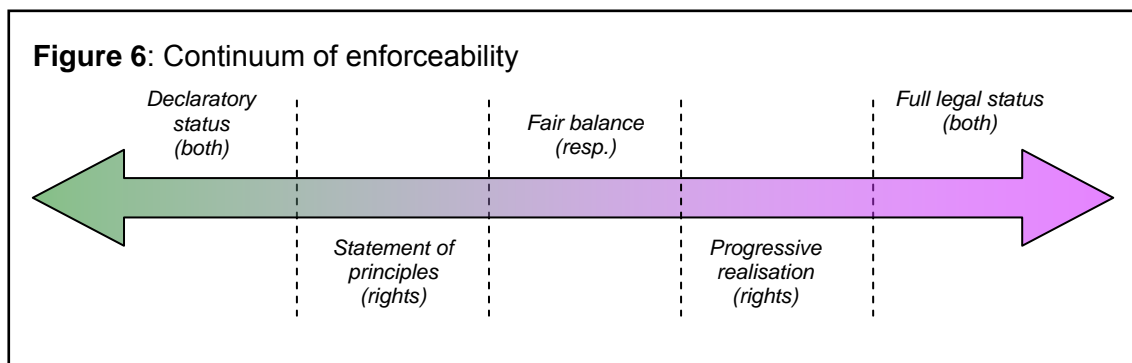 Figure 6: Continuum of enforceability
Declaratory
status
(both)
Statement of
principles
(rights)
Fair balance
(resp.)
Progressive
realisation
(rights)
Full legal status
(both)